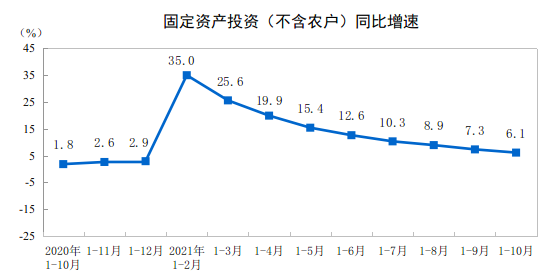 固定资产投资（不含农户）同比增速
（%）
45
35
25
15
5
-5
-15
-25
1.8
2.6
2.9
35.0
25.6
19.9
15.4
12.6
10.3
8.9
7.3
6.1
2020年
1-10月
1-11月
1-12月
2021年
1-2月
1-3月
1-4月
1-5月
1-6月
1-7月
1-8月
1-9月
1-10月